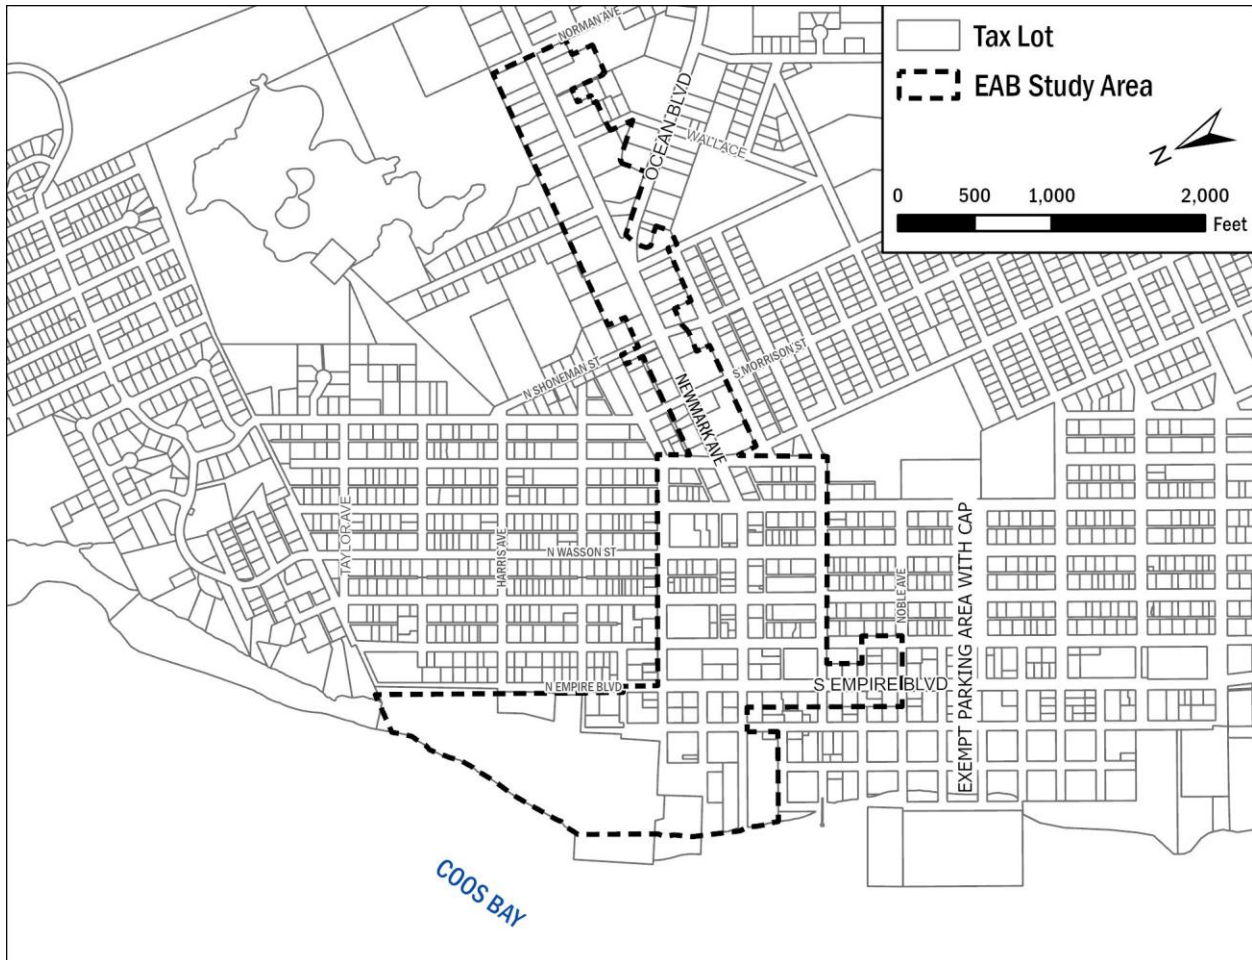 NORMAN AVE
Tax Lot
EAB Study Area
OCEAN BLVD
WALLACE
N
0 500 1,000 2,000
Feet
N SHONEMAN ST
S MORRISON ST
NEWMARK AVE
TAYLOR AVE
HARRIS AVE
N WASSON ST
NOBLE AVE
EXEMPT PARKING AREA WITH CAP
N EMPIRE BLVD
S EMPIRE BLVD
COOS BAY